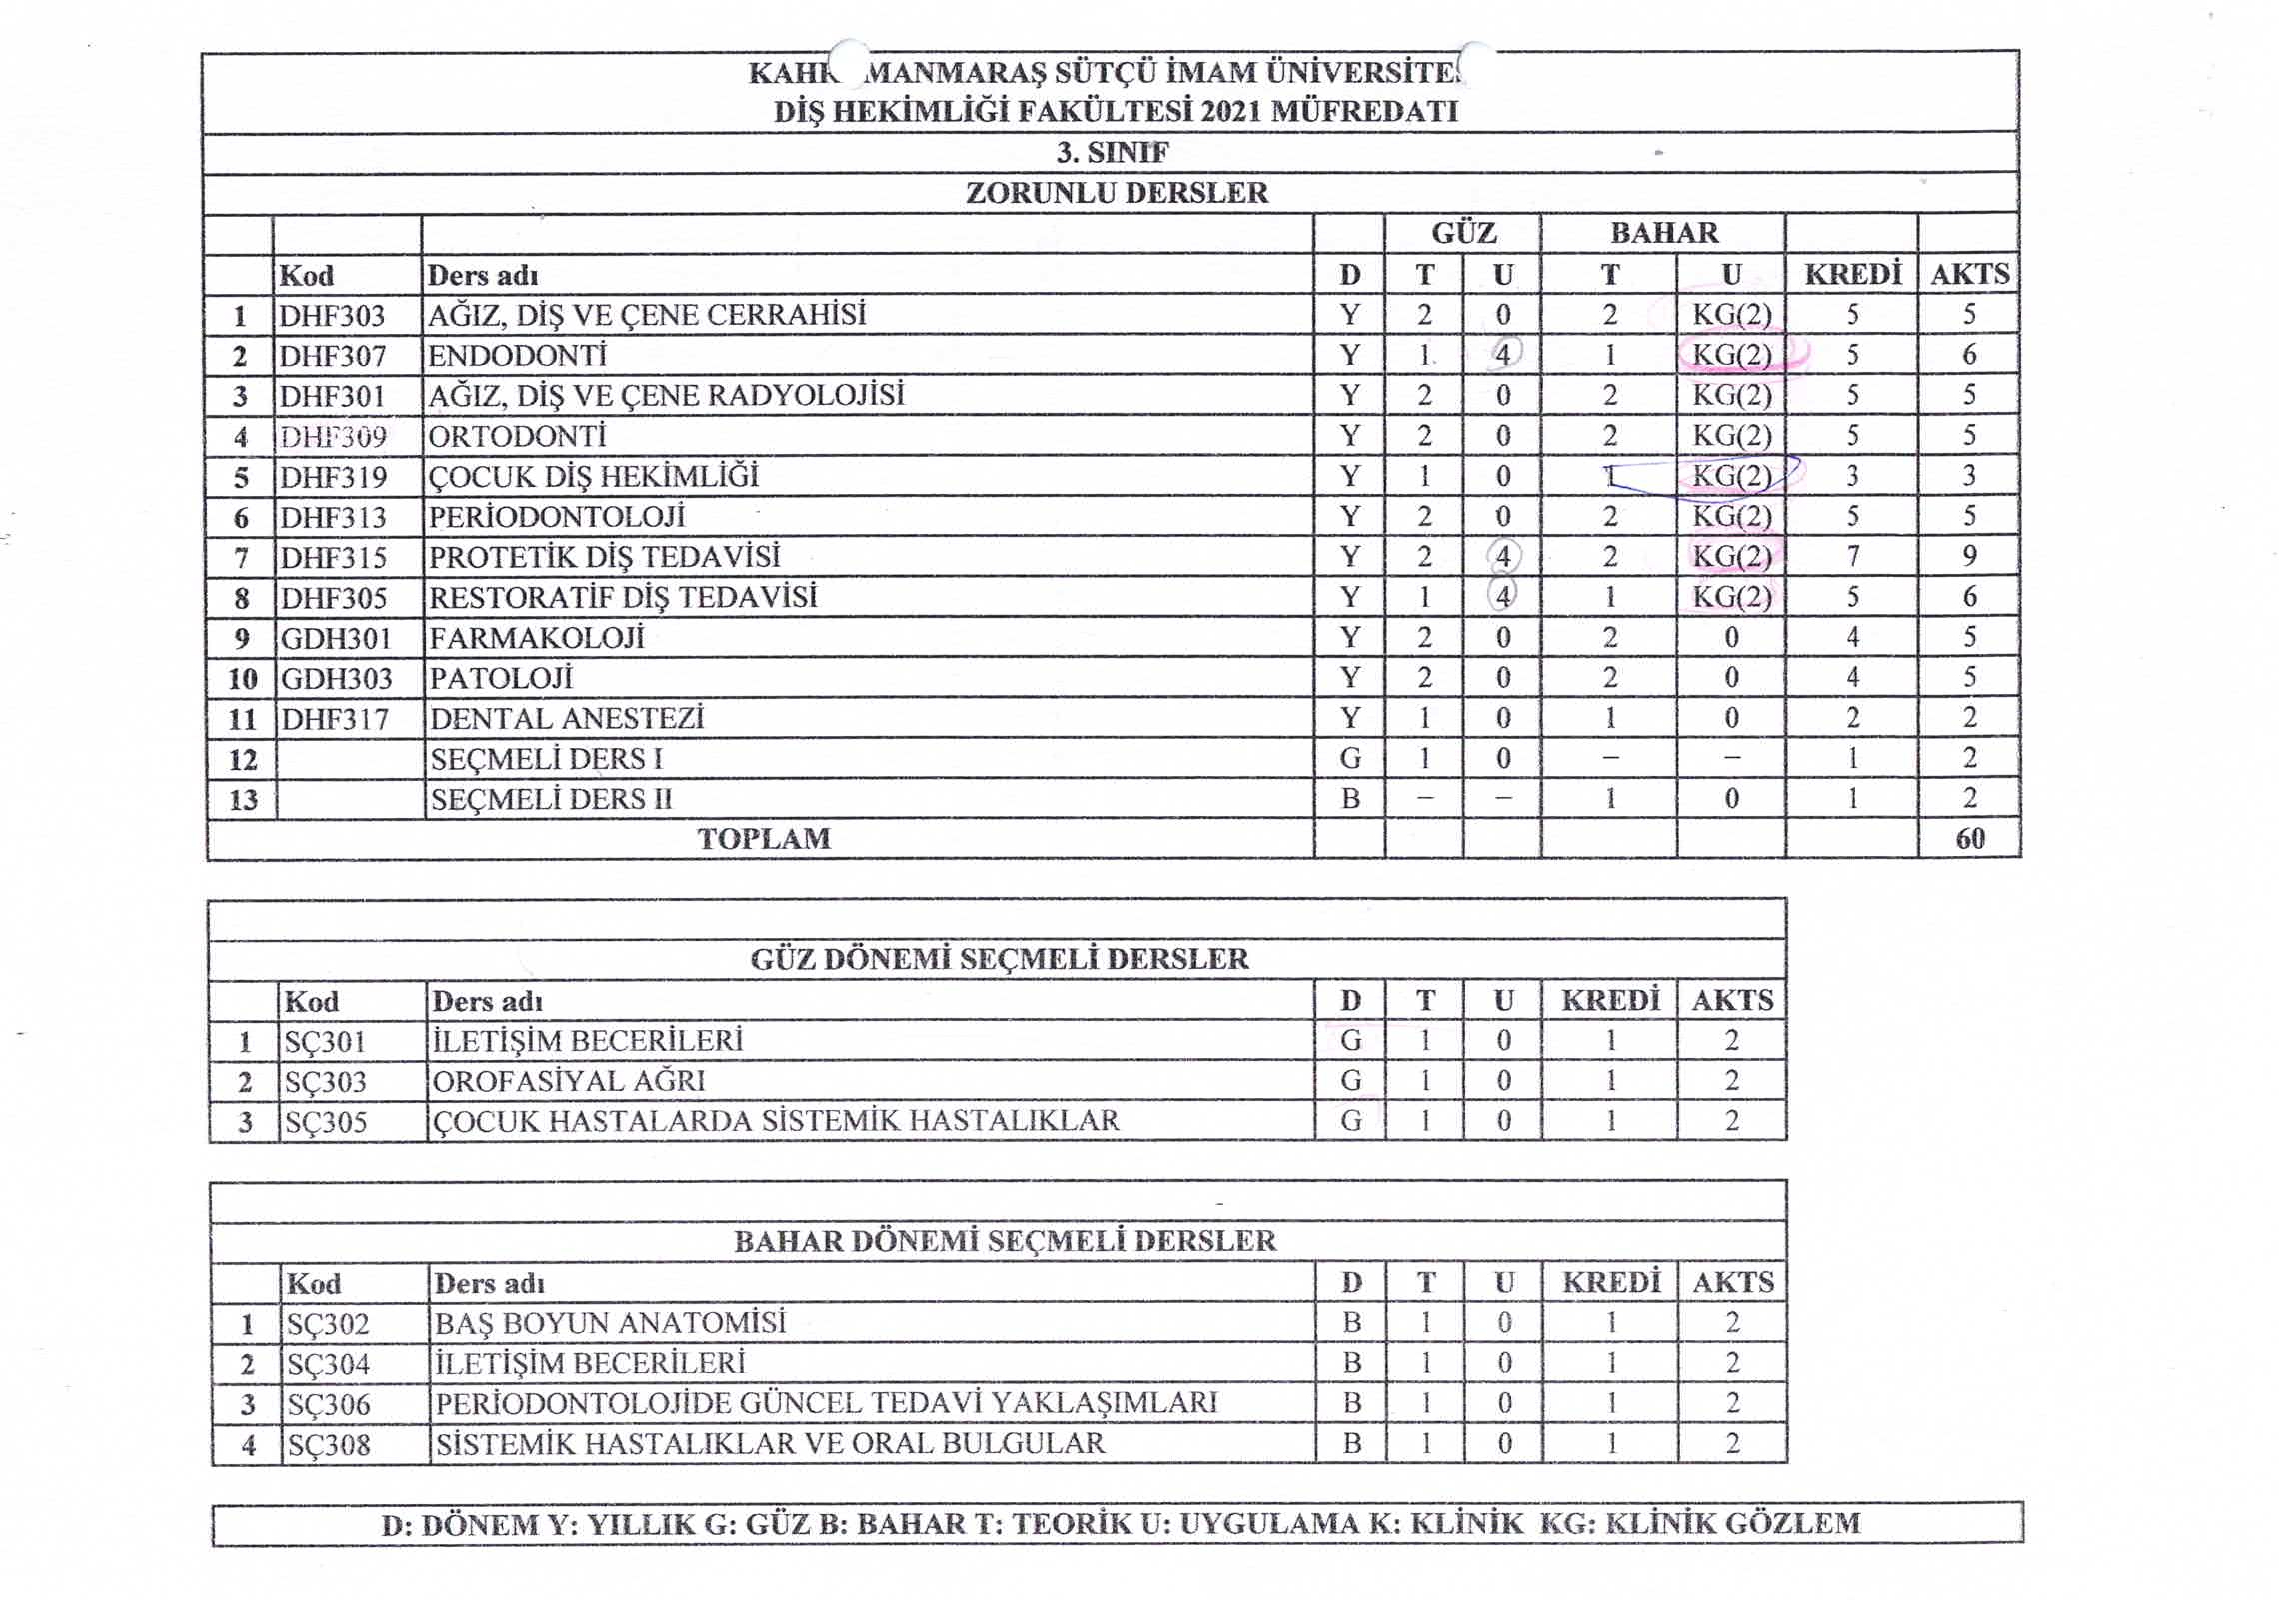 KAHRAMANMARAŞ SÜTÇÜ İMAM ÜNİVERSİTESİ
DİŞ HEKİMLİĞİ FAKÜLTESİ 2021 MÜFREDATI
3. SINIF
ZORUNLU DERSLER
GÜZ BAHAR
Kod Ders adı D T U T U KREDİ AKTS
1 DHF303 AĞIZ, DİŞ VE ÇENE CERRAHİSİ Y 2 0 2 KG(2) 5 5
2 DHF307 ENDODONTİ Y 1 4 1 KG(2) 5 6
3 DHF301 AĞIZ, DİŞ VE ÇENE RADYOLOJİSİ Y 2 0 2 KG(2) 5 5
4 DHF309 ORTODONTİ Y 2 0 2 KG(2) 5 5
5 DHF319 ÇOCUK DİŞ HEKİMLİĞİ Y 1 0 1 KG(2) 3 3
6 DHF313 PERİODONTOLOJİ Y 2 0 2 KG(2) 5 5
7 DHF315 PROTETİK DİŞ TEDAVİSİ Y 2 4 2 KG(2) 7 9
8 DHF305 RESTORATİF DİŞ TEDAVİSİ Y 1 4 1 KG(2) 5 6
9 GDH301 FARMAKOLOJİ Y 2 0 2 0 4 5
10 GDH303 PATOLOJİ Y 2 0 2 0 4 5
11 DHF317 DENTAL ANESTEZİ Y 1 0 1 0 2 2
12 SEÇMELİ DERS I G 1 0 – – 1 2
13 SEÇMELİ DERS II B – – 1 0 1 2
TOPLAM 60
GÜZ DÖNEMİ SEÇMELİ DERSLER
Kod Ders adı D T U KREDİ AKTS
1 SÇ301 İLETİŞİM BECERİLERİ G 1 0 1 2
2 SÇ303 OROFASİYAL AĞRI G 1 0 1 2
3 SÇ305 ÇOCUK HASTALARDA SİSTEMİK HASTALIKLAR G 1 0 1 2
BAHAR DÖNEMİ SEÇMELİ DERSLER
Kod Ders adı D T U KREDİ AKTS
1 SÇ302 BAŞ BOYUN ANATOMİSİ B 1 0 1 2
2 SÇ304 İLETİŞİM BECERİLERİ B 1 0 1 2
3 SÇ306 PERİODONTOLOJİDE GÜNCEL TEDAVİ YAKLAŞIMLARI B 1 0 1 2
4 SÇ308 SİSTEMİK HASTALIKLAR VE ORAL BULGULAR B 1 0 1 2
D: DÖNEM Y: YILLIK G: GÜZ B: BAHAR T: TEORİK U: UYGULAMA K: KLİNİK KG: KLİNİK GÖZLEM